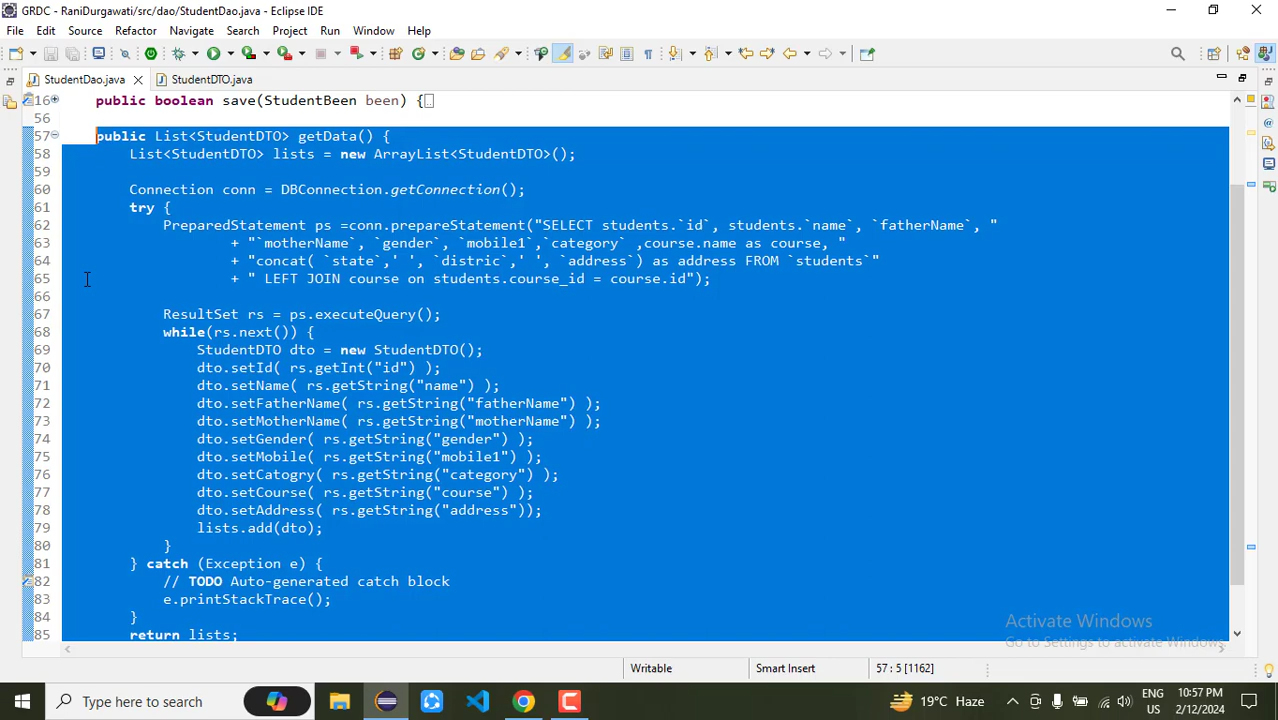 GRDC - RaniDurgawati/src/dao/StudentDao.java - Eclipse IDE
File Edit Source Refactor Navigate Search Project Run Window Help
StudentDao.java StudentDTO.java
16 public boolean save(StudentBeen been) {
56
57 public List<StudentDTO> getData() {
58 List<StudentDTO> lists = new ArrayList<StudentDTO>();
59
60 Connection conn = DBConnection.getConnection();
61 try {
62 PreparedStatement ps =conn.prepareStatement("SELECT students.`id`, students.`name`, `fatherName`, "
63 + "`motherName`, `gender`, `mobile1`,`category` ,course.name as course, "
64 + "concat( `state`,' ', `distric`,' ', `address`) as address FROM `students`"
65 + " LEFT JOIN course on students.course_id = course.id");
66
67 ResultSet rs = ps.executeQuery();
68 while(rs.next()) {
69 StudentDTO dto = new StudentDTO();
70 dto.setId( rs.getInt("id") );
71 dto.setName( rs.getString("name") );
72 dto.setFatherName( rs.getString("fatherName") );
73 dto.setMotherName( rs.getString("motherName") );
74 dto.setGender( rs.getString("gender") );
75 dto.setMobile( rs.getString("mobile1") );
76 dto.setCatogry( rs.getString("category") );
77 dto.setCourse( rs.getString("course") );
78 dto.setAddress( rs.getString("address"));
79 lists.add(dto);
80 }
81 } catch (Exception e) {
82 // TODO Auto-generated catch block
83 e.printStackTrace();
84 }
85 return lists;
Activate Windows
Go to Settings to activate Windows.
Writable Smart Insert 57 : 5 [1162]
Type here to search 19°C Haze ENG US 10:57 PM 2/12/2024